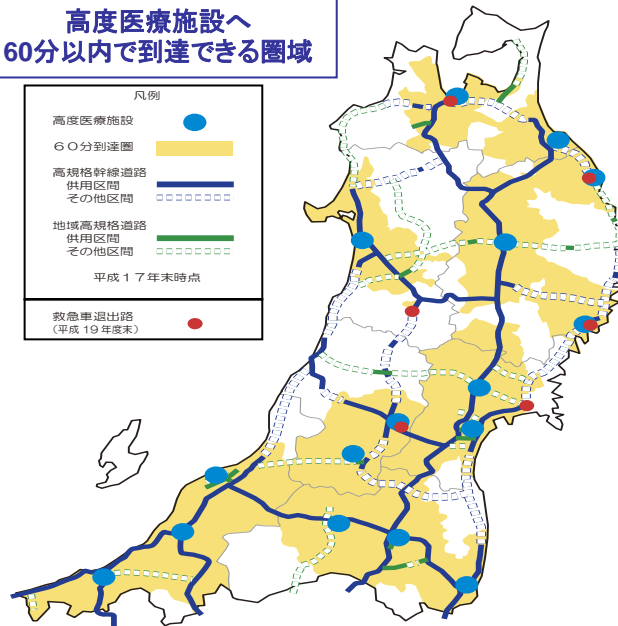 高度医療施設へ
60分以内で到達できる圏域
凡例
高度医療施設
６０分到達圏
高規格幹線道路
供用区間
その他区間
地域高規格道路
供用区間
その他区間
平成１７年末時点
救急車退出路
（平成１９年度末）